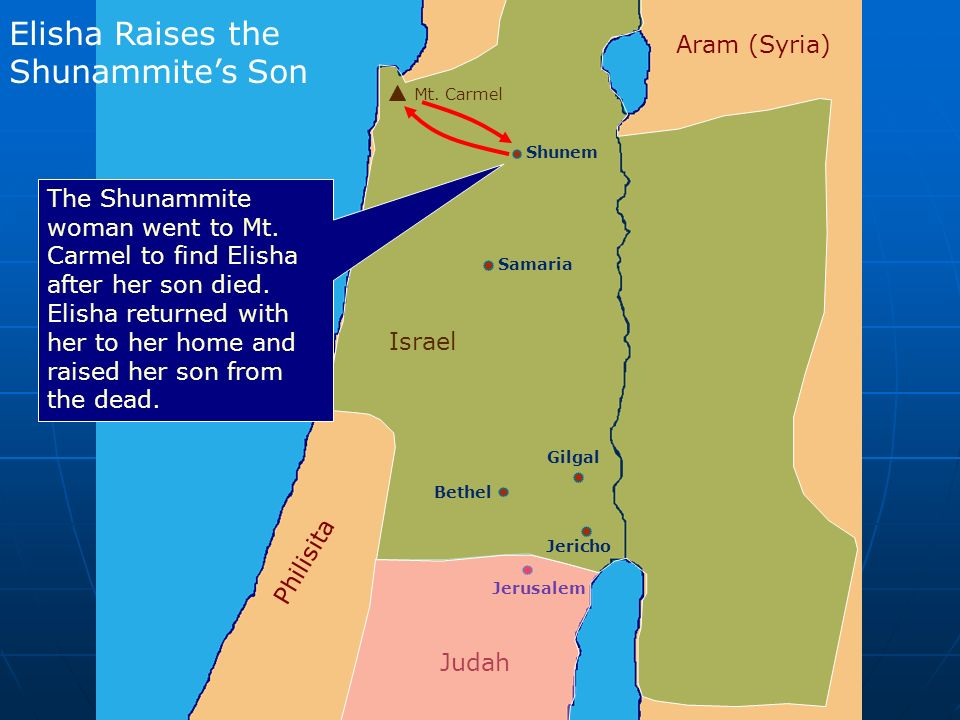 Elisha Raises the
Shunammite’s Son
Aram (Syria)
Mt. Carmel
Shunem
The Shunammite
woman went to Mt.
Carmel to find Elisha
after her son died.
Elisha returned with
her to her home and
raised her son from
the dead.
Samaria
Israel
Gilgal
Bethel
Jericho
Philisita
Jerusalem
Judah